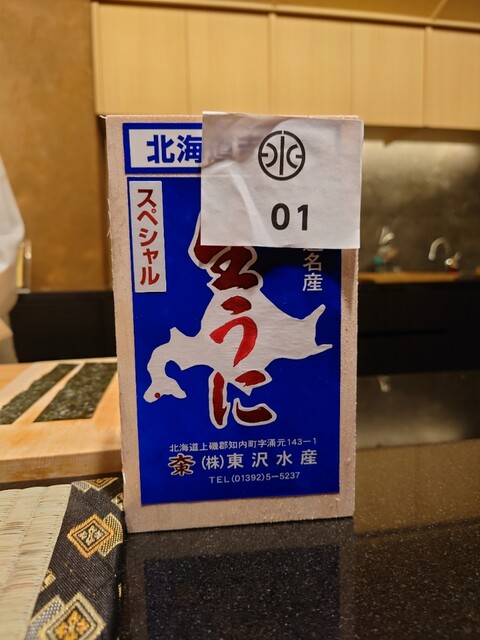 北海
01
スペシャル
生うに
名産
北海道上磯郡知内町字涌元143−1
(株)東沢水産
TEL(01392)5−5237